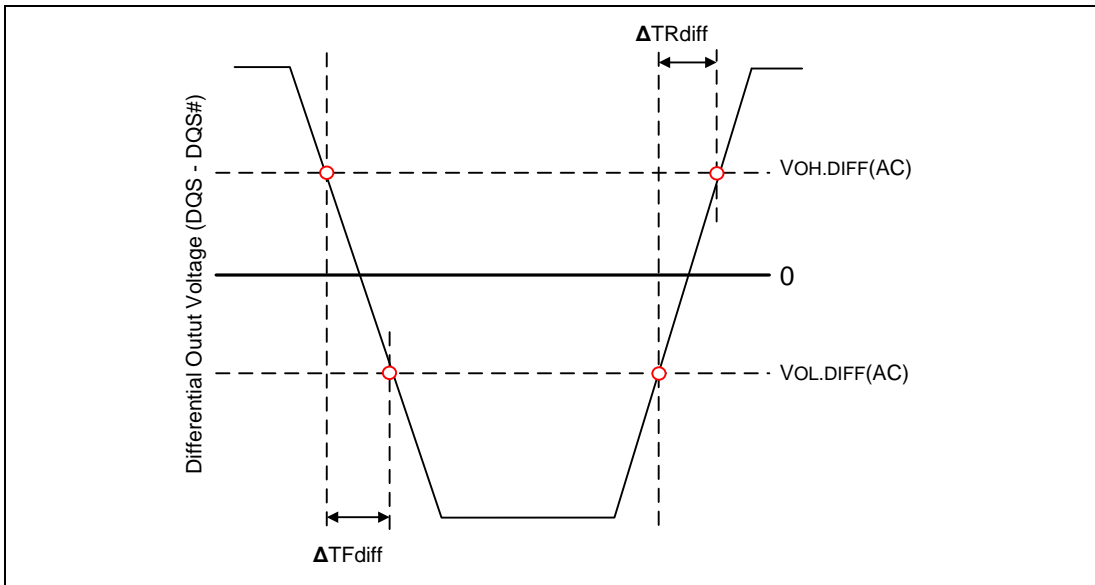 ΔTRdiff
Differential Outut Voltage (DQS - DQS#)
VOH.DIFF(AC)
0
VOL.DIFF(AC)
ΔTFdiff